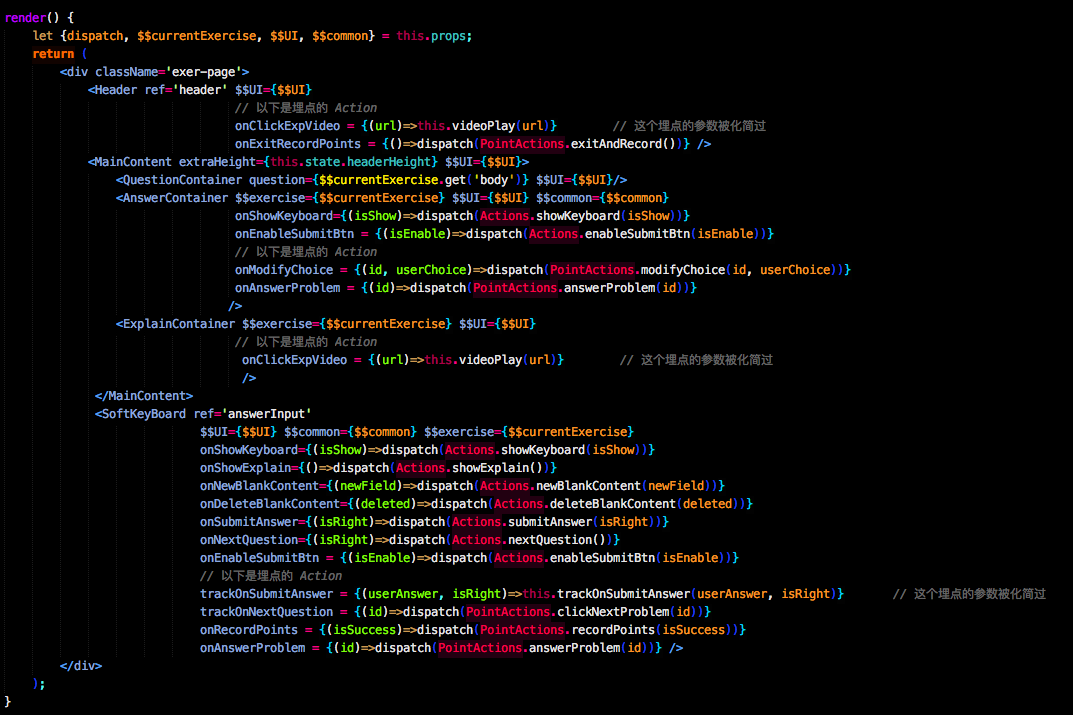 render() {
    let {dispatch, $$currentExercise, $$UI, $$common} = this.props;
    return (
        <div className='exer-page'>
            <Header ref='header' $$UI={$$UI}
                                 // 以下是埋点的 Action
                                 onClickExpVideo = {(url)=>this.videoPlay(url)}        // 这个埋点的参数被化简过
                                 onExitRecordPoints = {()=>dispatch(PointActions.exitAndRecord())} />
            <MainContent extraHeight={this.state.headerHeight} $$UI={$$UI}>
                <QuestionContainer question={$$currentExercise.get('body')} $$UI={$$UI}/>
                <AnswerContainer $$exercise={$$currentExercise} $$UI={$$UI} $$common={$$common}
                                 onShowKeyboard={(isShow)=>dispatch(Actions.showKeyboard(isShow))}
                                 onEnableSubmitBtn = {(isEnable)=>dispatch(Actions.enableSubmitBtn(isEnable))}
                                 // 以下是埋点的 Action
                                 onModifyChoice = {(id, userChoice)=>dispatch(PointActions.modifyChoice(id, userChoice))}
                                 onAnswerProblem = {(id)=>dispatch(PointActions.answerProblem(id))}
                                />
                <ExplainContainer $$exercise={$$currentExercise} $$UI={$$UI}
                                 // 以下是埋点的 Action
                                  onClickExpVideo = {(url)=>this.videoPlay(url)}        // 这个埋点的参数被化简过
                                  />
             </MainContent>
             <SoftKeyBoard ref='answerInput'
                            $$UI={$$UI} $$common={$$common} $$exercise={$$currentExercise}
                            onShowKeyboard={(isShow)=>dispatch(Actions.showKeyboard(isShow))}
                            onShowExplain={()=>dispatch(Actions.showExplain())}
                            onNewBlankContent={(newField)=>dispatch(Actions.newBlankContent(newField))}
                            onDeleteBlankContent={(deleted)=>dispatch(Actions.deleteBlankContent(deleted))}
                            onSubmitAnswer={(isRight)=>dispatch(Actions.submitAnswer(isRight))}
                            onNextQuestion={(isRight)=>dispatch(Actions.nextQuestion())}
                            onEnableSubmitBtn = {(isEnable)=>dispatch(Actions.enableSubmitBtn(isEnable))}
                            // 以下是埋点的 Action
                            trackOnSubmitAnswer = {(userAnswer, isRight)=>this.trackOnSubmitAnswer(userAnswer, isRight)}       // 这个埋点的参数被化简过
                            trackOnNextQuestion = {(id)=>dispatch(PointActions.clickNextProblem(id))}
                            onRecordPoints = {(isSuccess)=>dispatch(PointActions.recordPoints(isSuccess))}
                            onAnswerProblem = {(id)=>dispatch(PointActions.answerProblem(id))} />
        </div>
    );
}